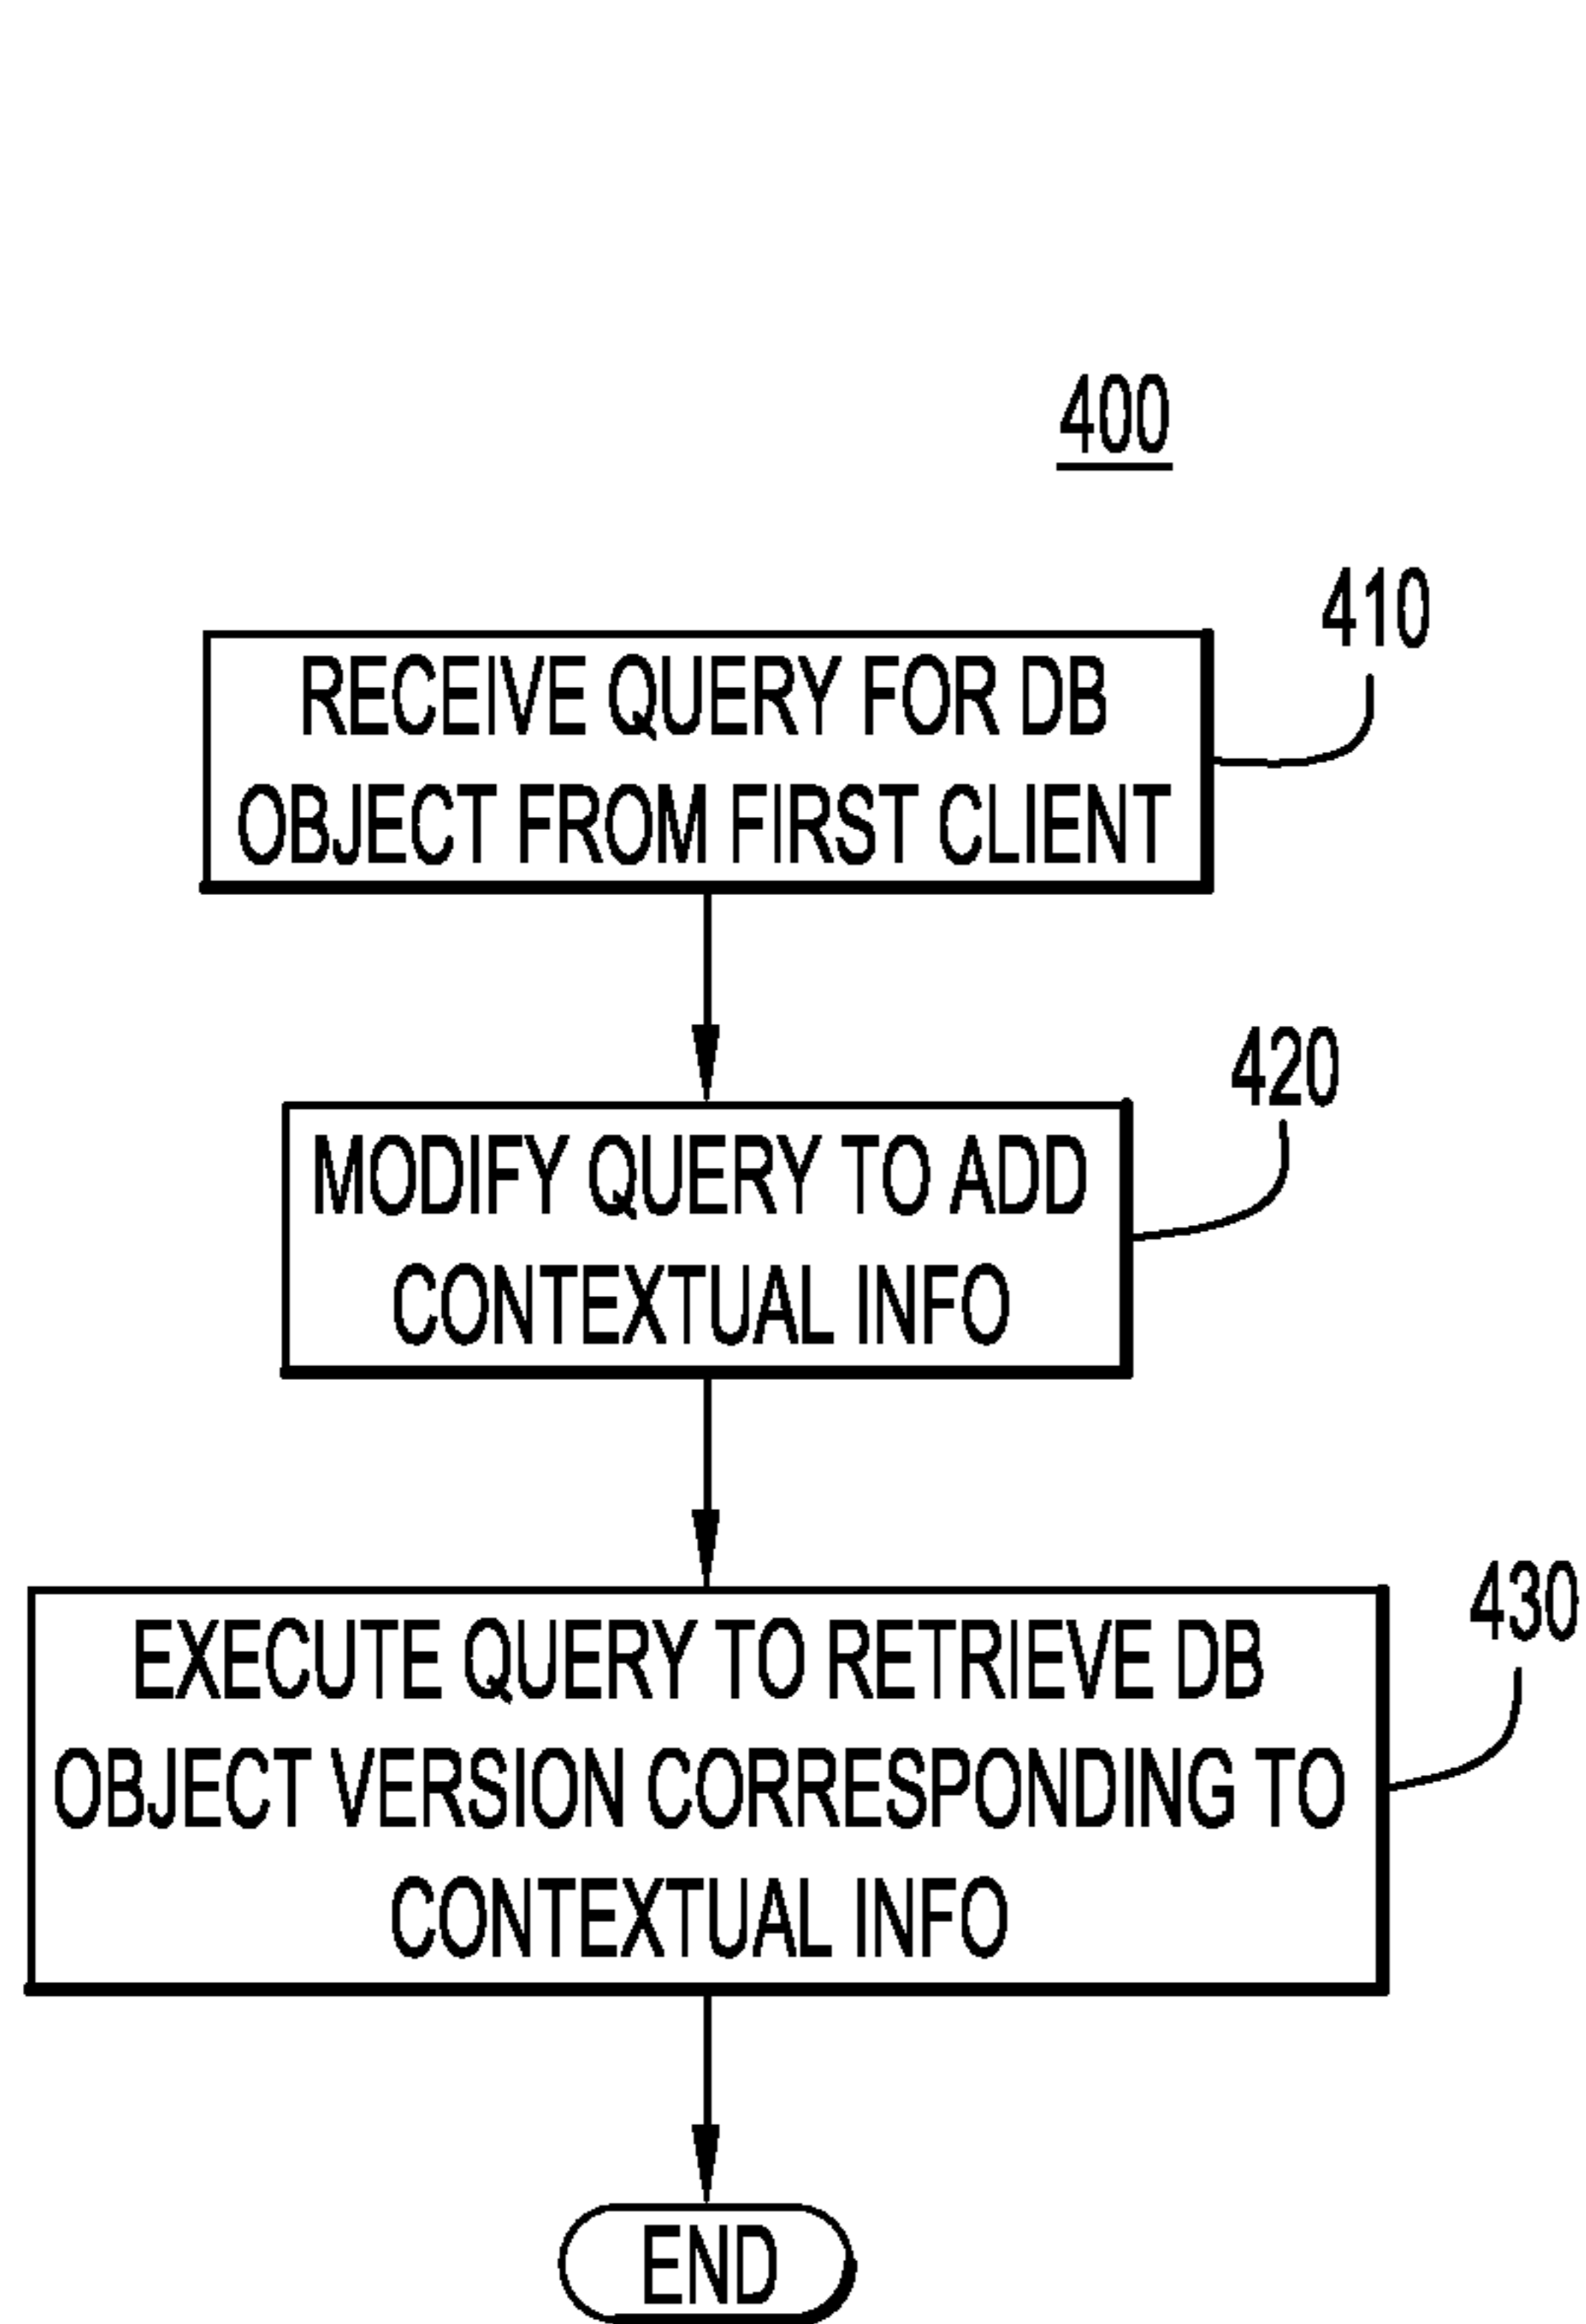 400
410
RECEIVE QUERY FOR DB
OBJECT FROM FIRST CLIENT
420
MODIFY QUERY TO ADD
CONTEXTUAL INFO
430
EXECUTE QUERY TO RETRIEVE DB
OBJECT VERSION CORRESPONDING TO
CONTEXTUAL INFO
END